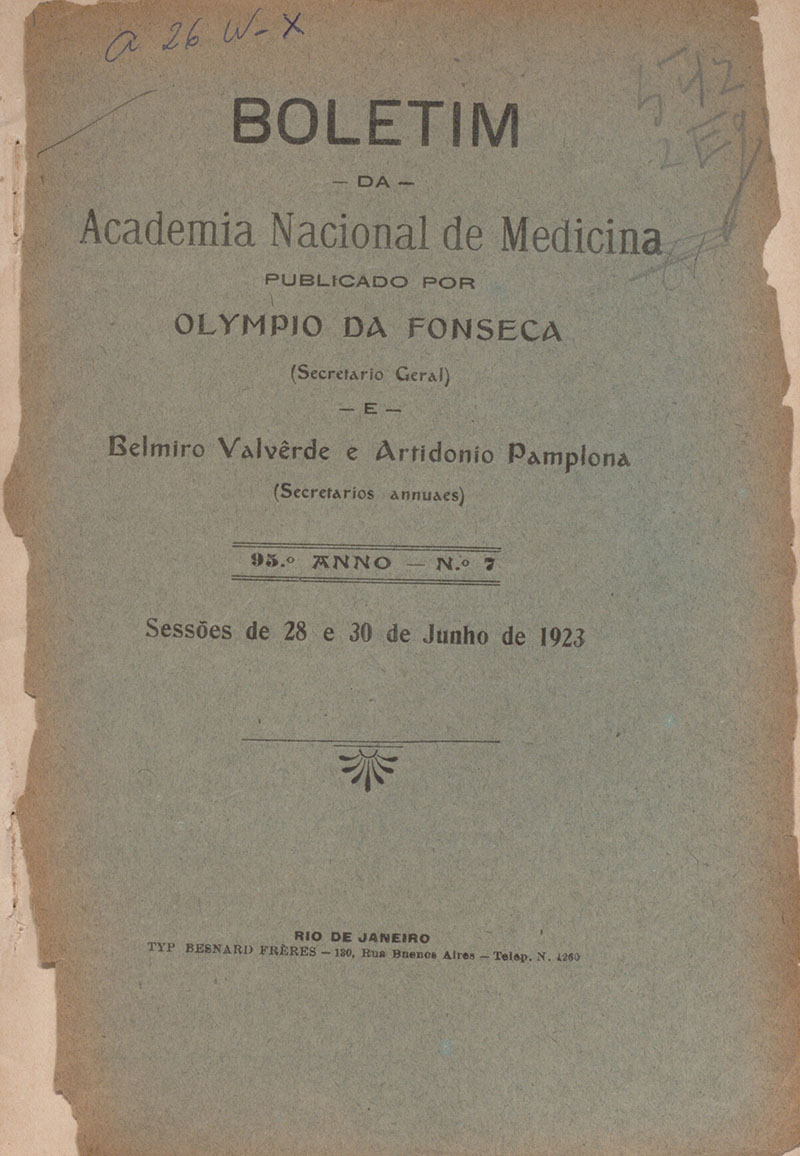 a 26 W-X
542
2E9
BOLETIM
— DA —
Academia Nacional de Medicina
PUBLICADO POR
OLYMPIO DA FONSECA
(Secretario Geral)
— E —
Belmiro Valvêrde e Artidonio Pamplona
(Secretarios annuaes)
95.º ANNO — N.º 7
Sessões de 28 e 30 de Junho de 1923
RIO DE JANEIRO
TYP BESNARD FRÈRES — 130, Rua Buenos Aires — Telep. N. 4260